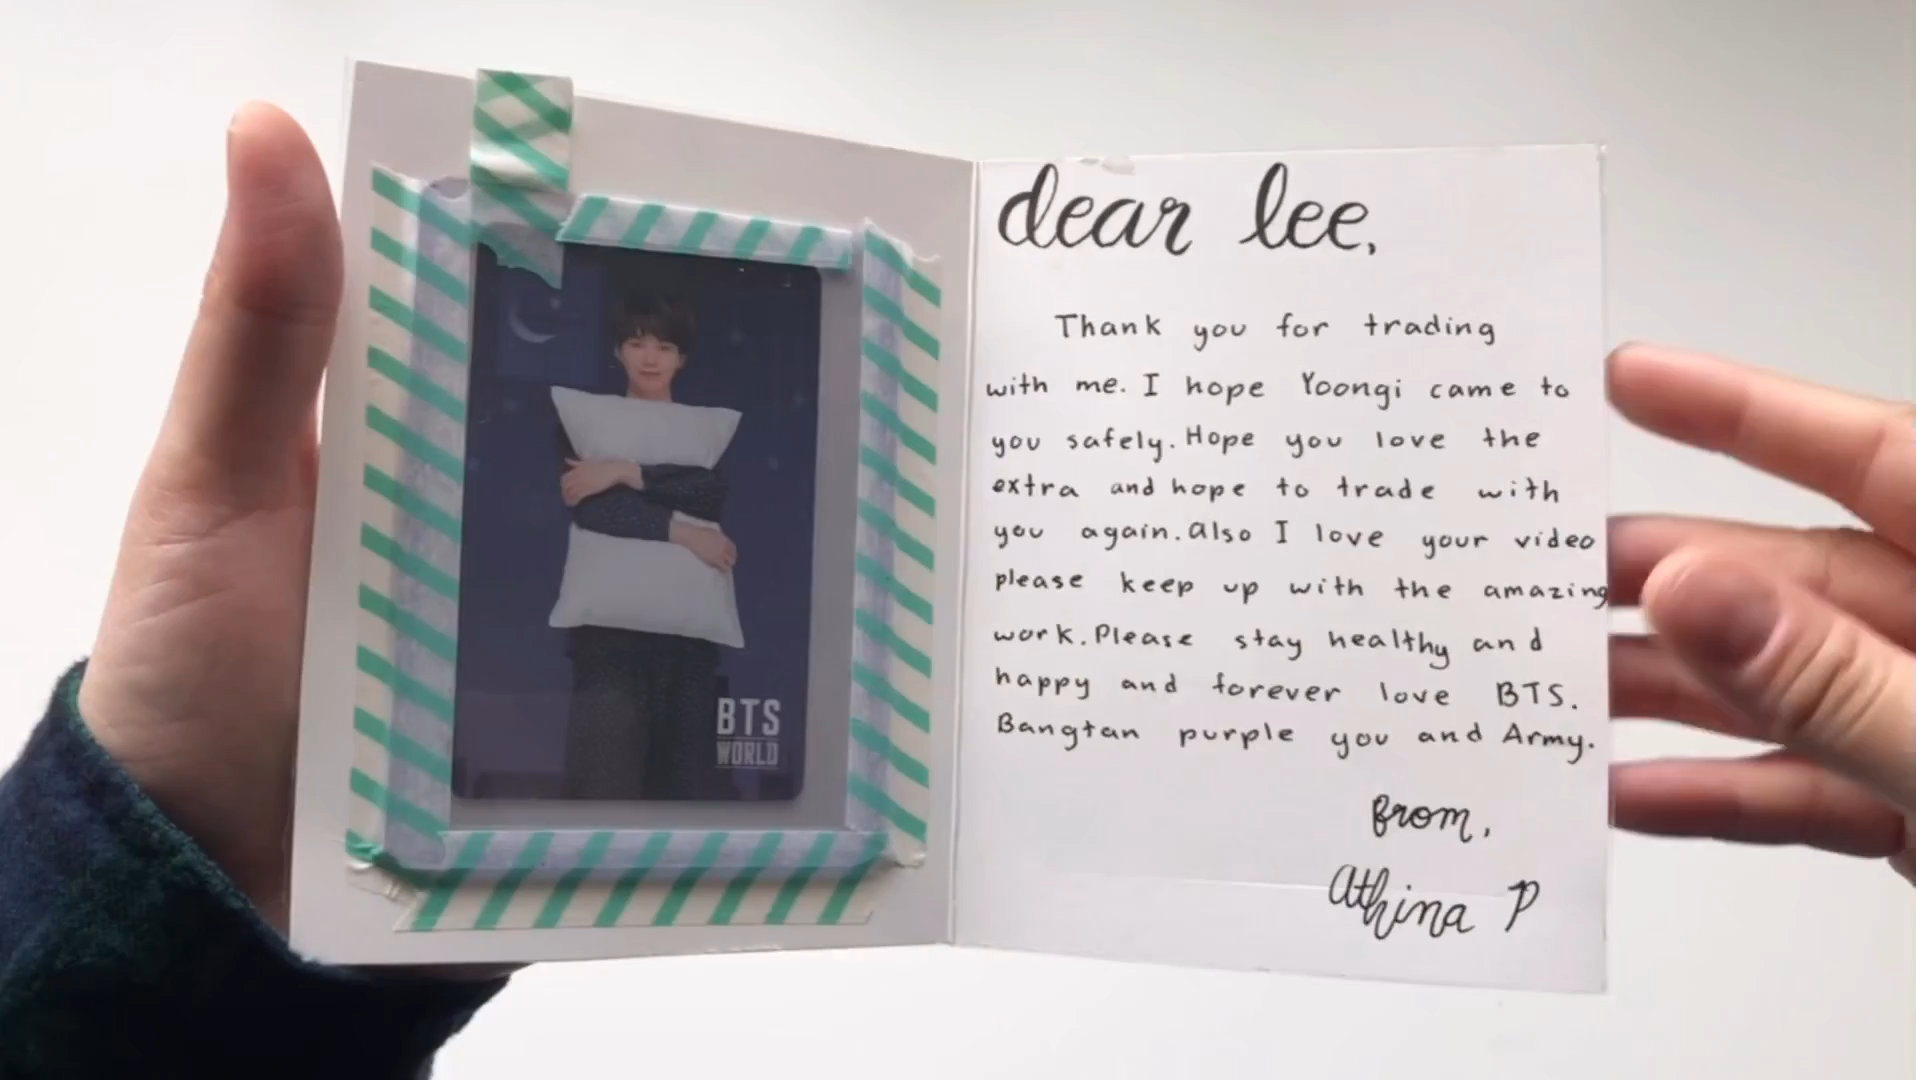 BTS
WORLD
dear lee,
Thank you for trading
with me. I hope Yoongi came to
you safely. Hope you love the
extra and hope to trade with
you again. Also I love your video
please keep up with the amazing
work. Please stay healthy and
happy and forever love BTS.
Bangtan purple you and Army.
From,
Athina P